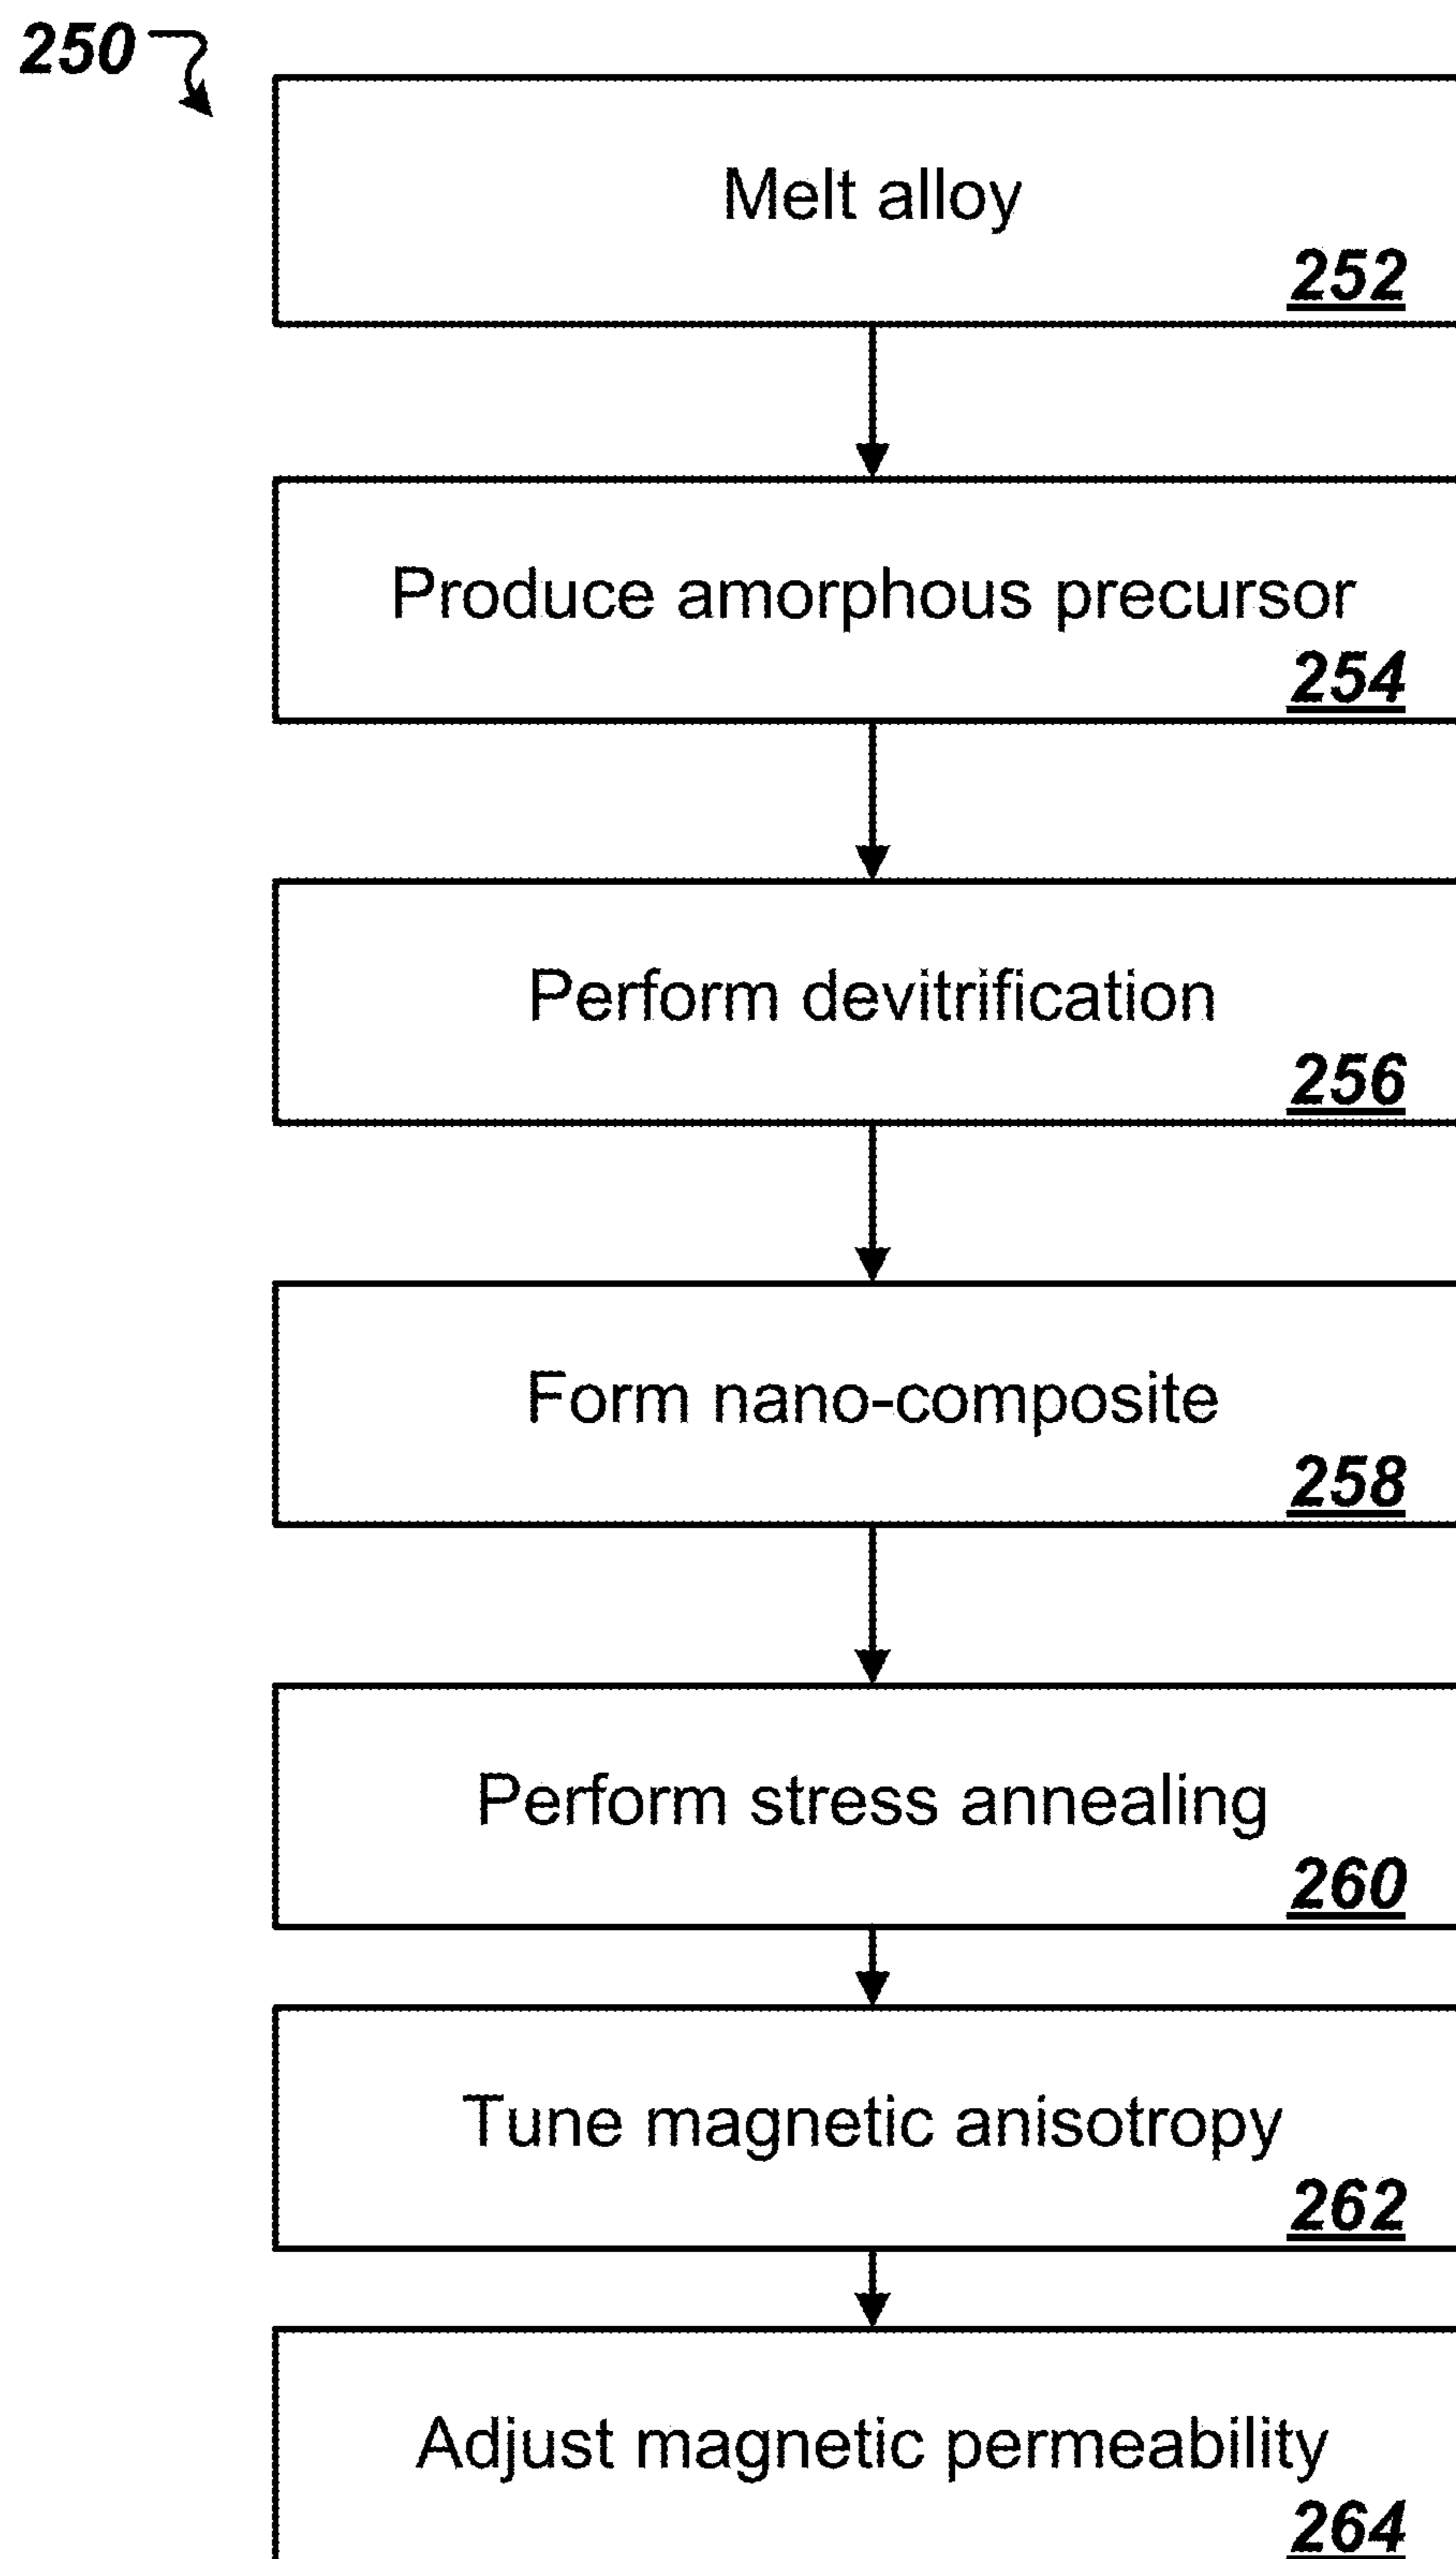 250
Melt alloy
252
Produce amorphous precursor
254
Perform devitrification
256
Form nano-composite
258
Perform stress annealing
260
Tune magnetic anisotropy
262
Adjust magnetic permeability
264